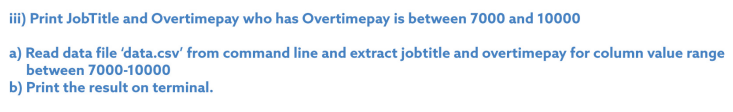 iii) Print JobTitle and Overtimepay who has Overtimepay is between 7000 and 10000
a) Read data file ‘data.csv’ from command line and extract jobtitle and overtimepay for column value range
between 7000-10000
b) Print the result on terminal.